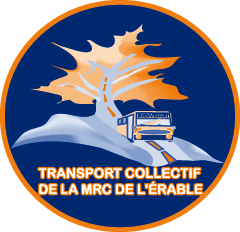 TRANSPORT COLLECTIF
DE LA MRC DE L'ÉRABLE